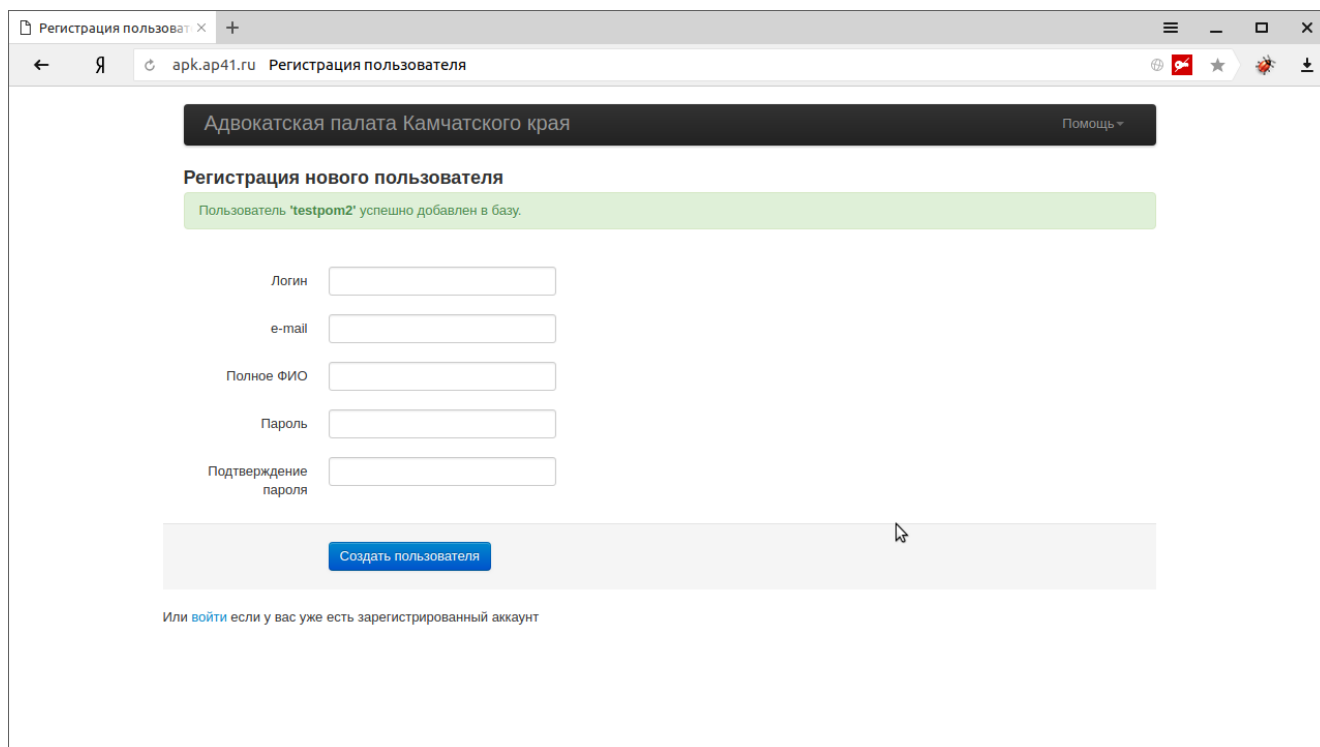 Регистрация пользоват
apk.ap41.ru Регистрация пользователя
Адвокатская палата Камчатского края Помощь
Регистрация нового пользователя
Пользователь 'testpom2' успешно добавлен в базу.
Логин
e-mail
Полное ФИО
Пароль
Подтверждение
пароля
Создать пользователя
Или войти если у вас уже есть зарегистрированный аккаунт